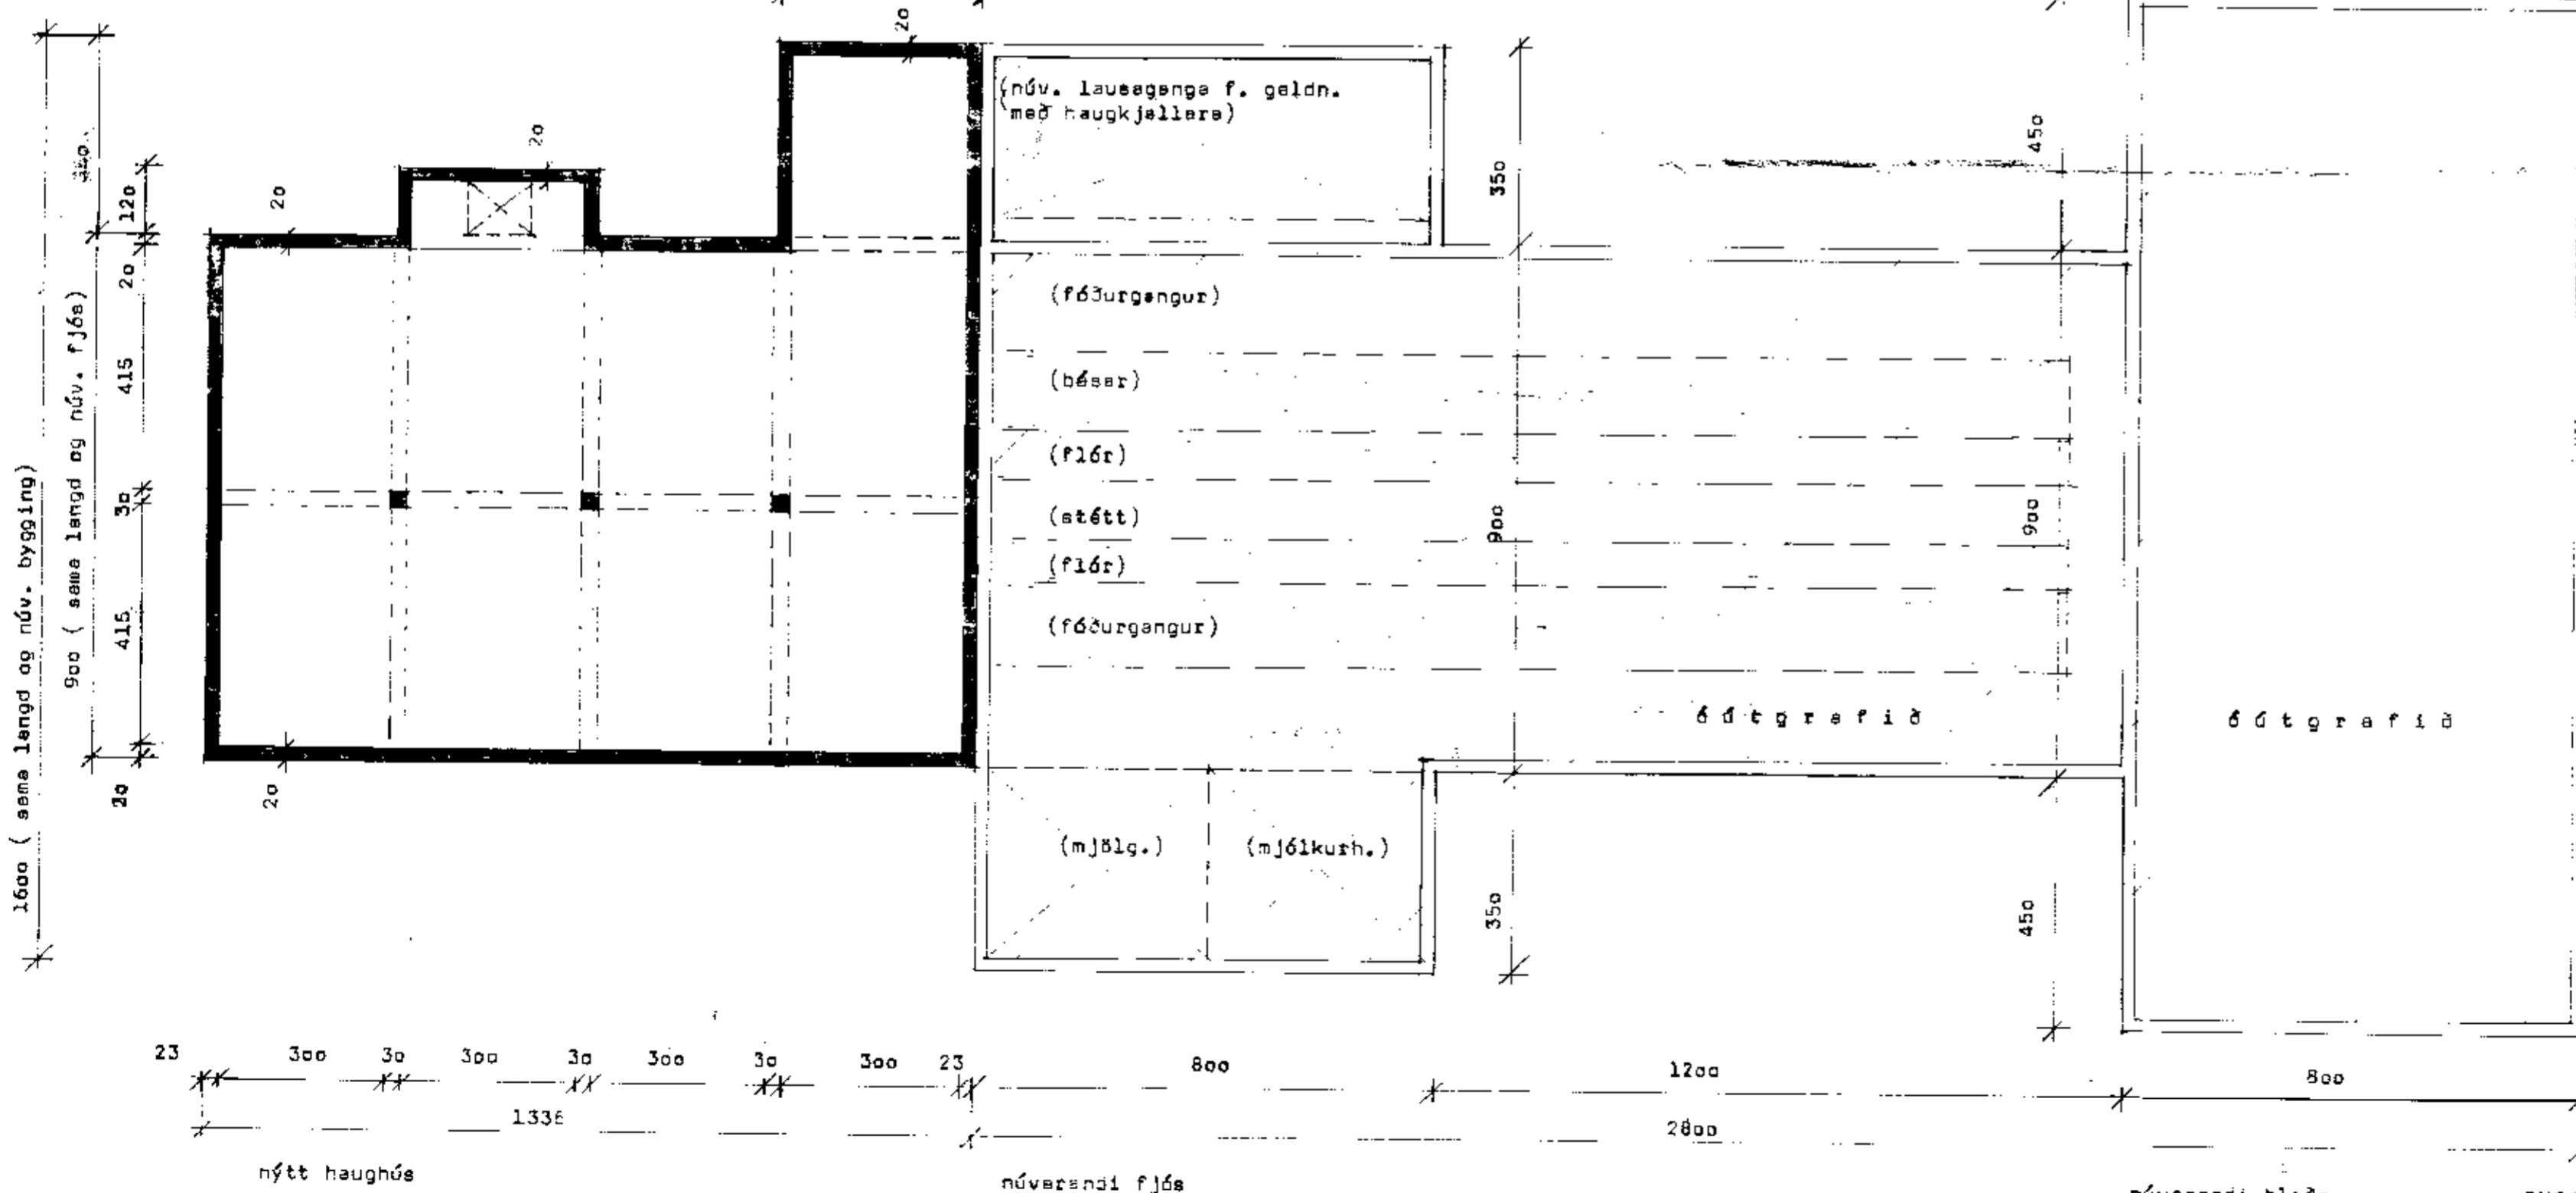 20
(núv. lausaganga f. geldn.
(með haugkjallara)
20
20
120
20
415
30
415
20
20
900 ( sama lengd og núv. fjós)
1600 ( sama lengd og núv. bygging)
350
900
350
450
900
450
(fóðurgangur)
(básar)
(flór)
(stétt)
(flór)
(fóðurgangur)
óútgrafið
óútgrafið
(mjölg.) (mjólkurh.)
23 300 30 300 30 300 30 300 23 800 1200 800
1336 2800
nýtt haughús
núverandi fjós